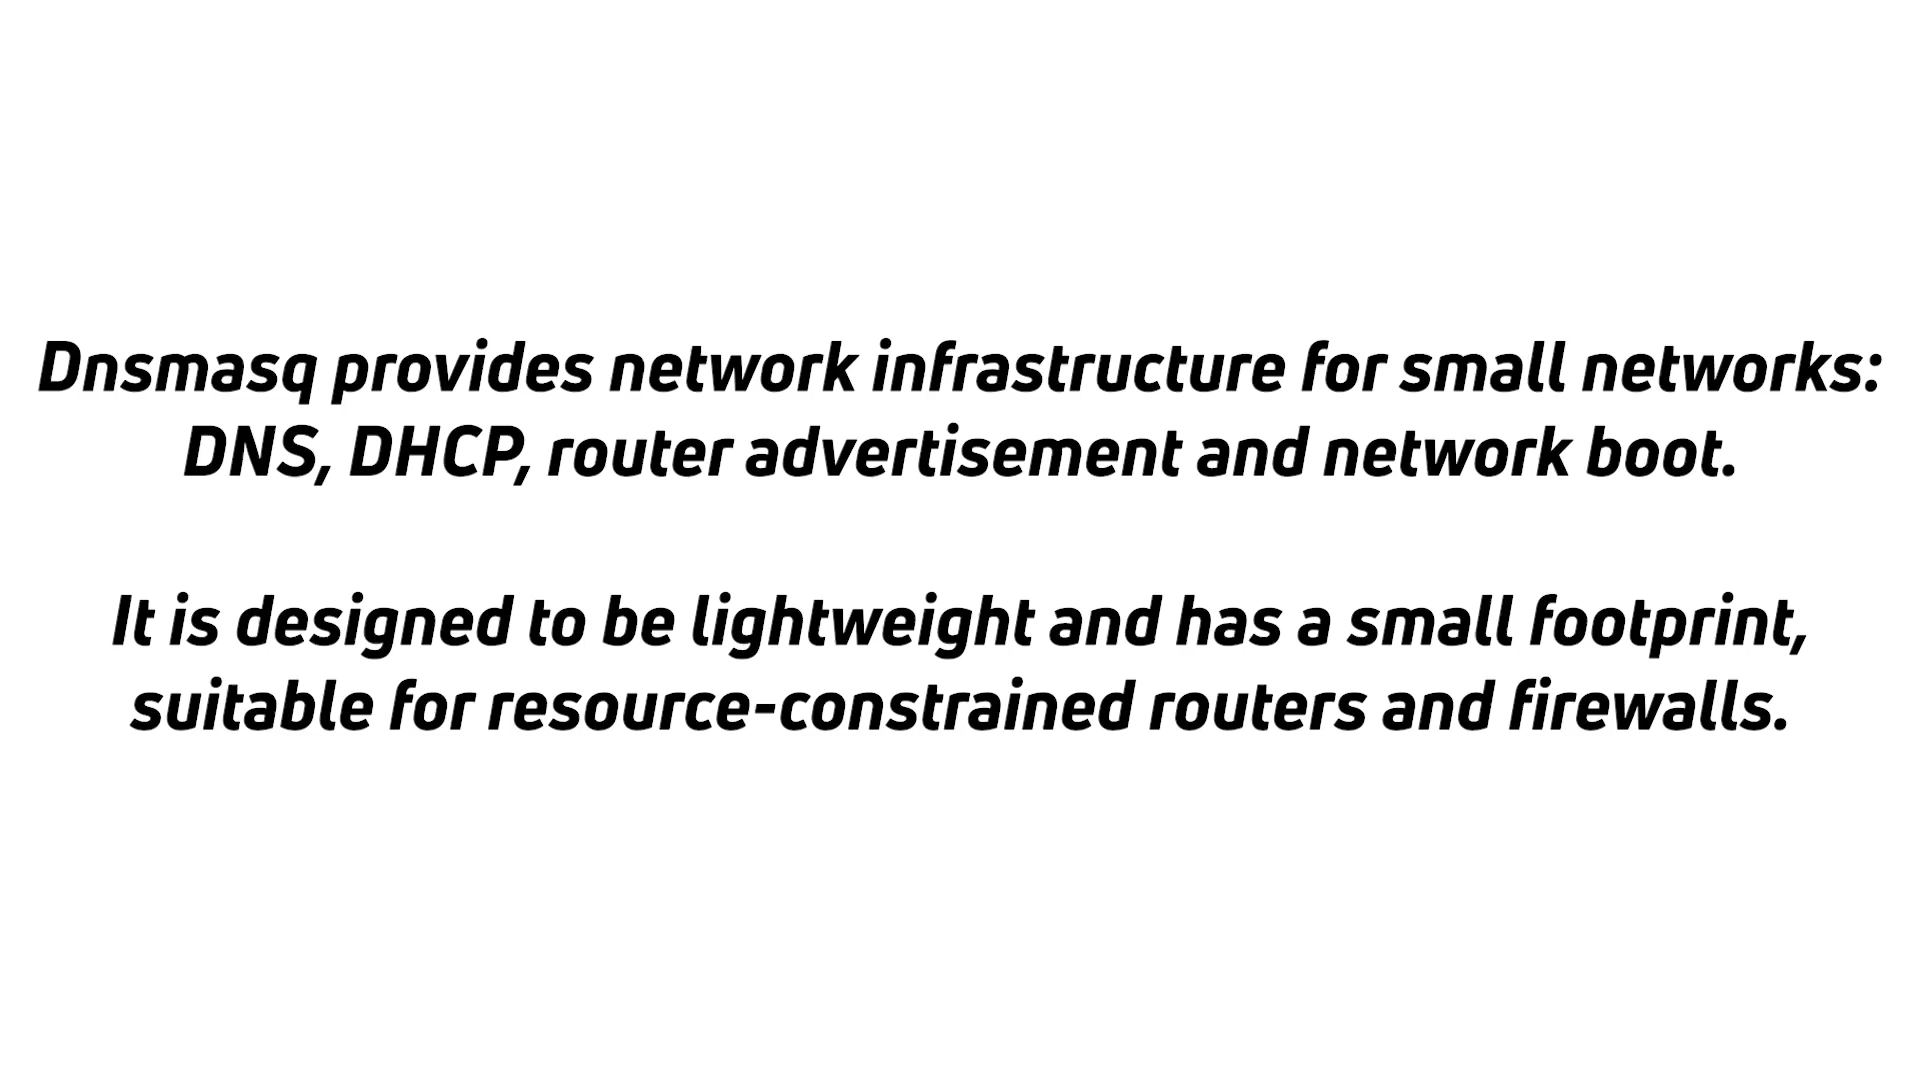 Dnsmasq provides network infrastructure for small networks:
DNS, DHCP, router advertisement and network boot.
It is designed to be lightweight and has a small footprint,
suitable for resource-constrained routers and firewalls.